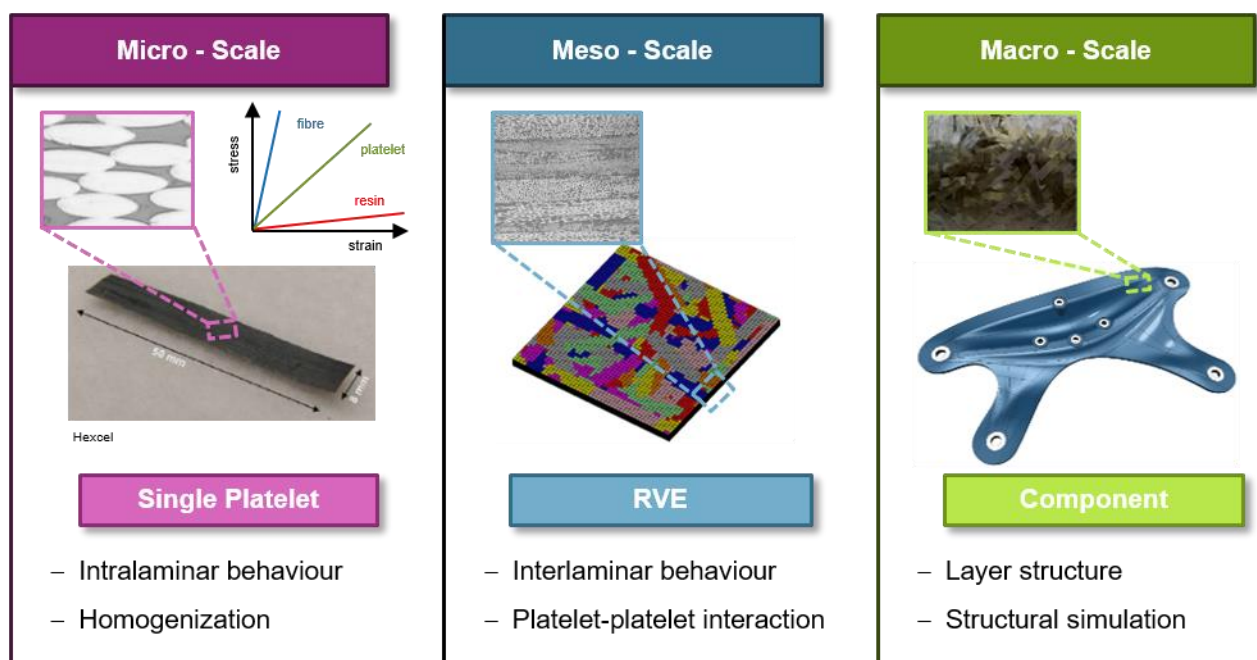 Micro - Scale
stress
fibre
platelet
resin
strain
50 mm
8 mm
Hexcel
Single Platelet
– Intralaminar behaviour
– Homogenization
Meso - Scale
RVE
– Interlaminar behaviour
– Platelet-platelet interaction
Macro - Scale
Component
– Layer structure
– Structural simulation